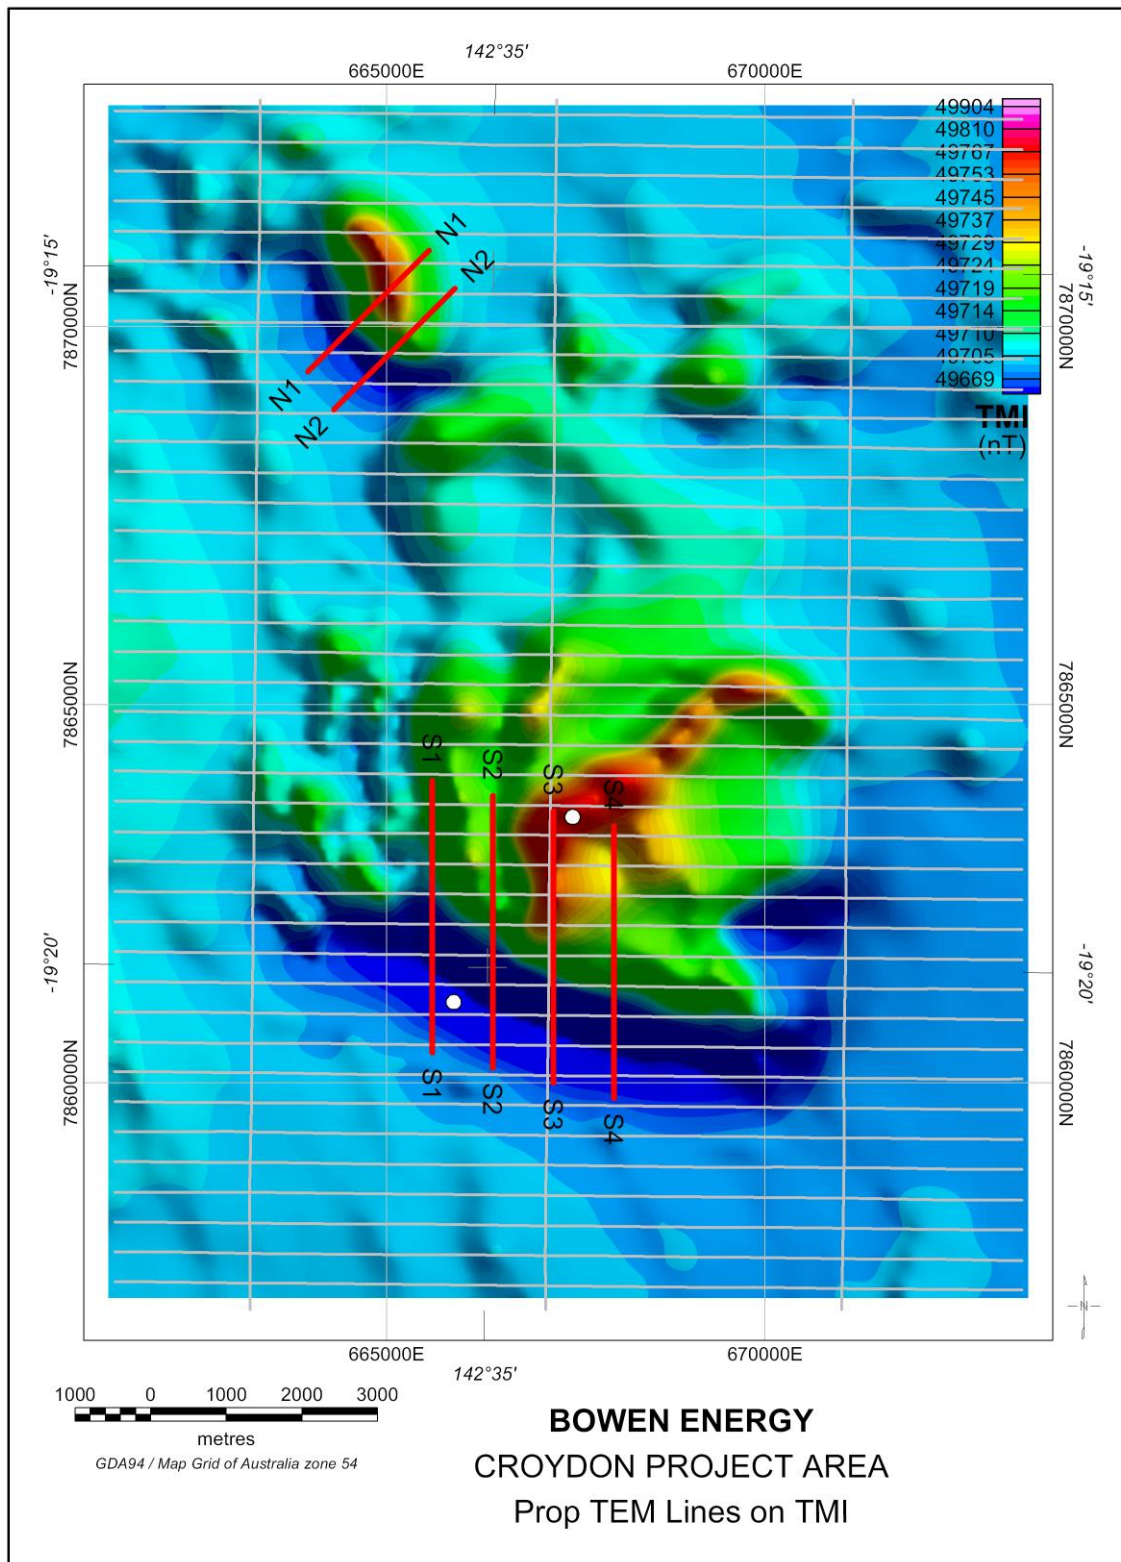 142°35'
665000E 670000E
49904
49810
49767
49753
49745
49737
49729
49724
49719
49714
49710
49705
49669
TMI
(nT)
-19°15'
-19°15'
7870000N
7870000N
N1
N2
N1
N2
7865000N
7865000N
S1
S2
S3
S4
-19°20'
-19°20'
7860000N
7860000N
S1
S2
S3
S4
N
665000E 670000E
142°35'
1000 0 1000 2000 3000
metres
GDA94 / Map Grid of Australia zone 54
BOWEN ENERGY
CROYDON PROJECT AREA
Prop TEM Lines on TMI